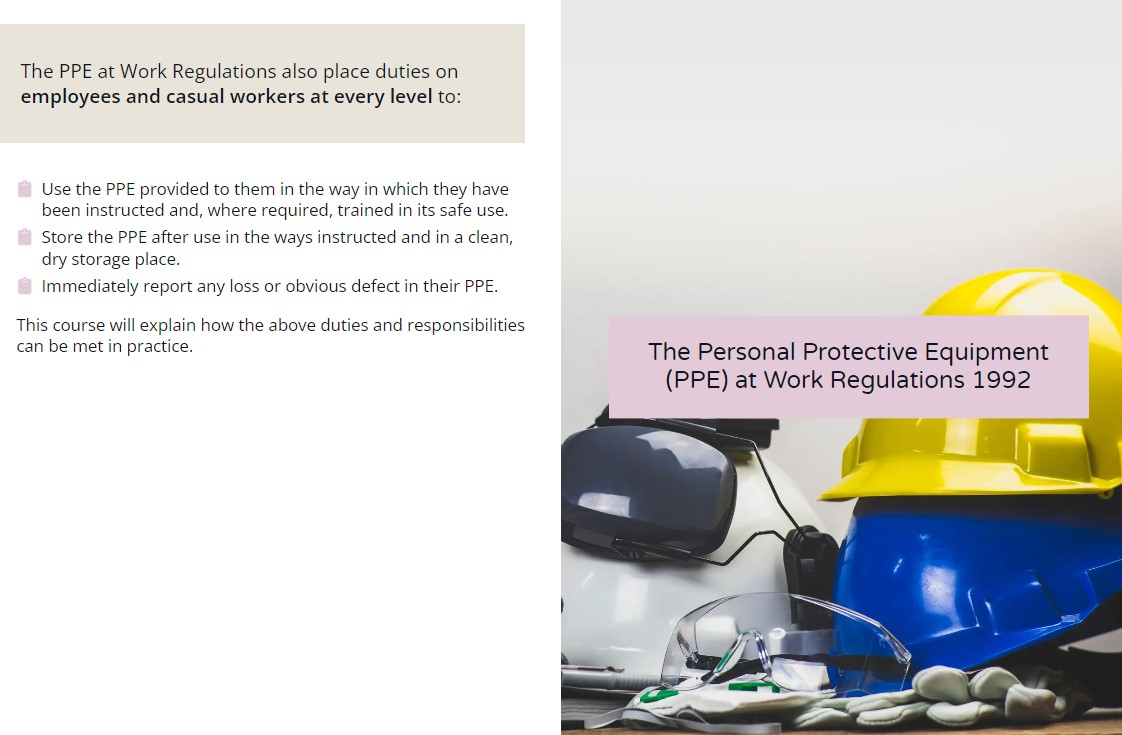 The PPE at Work Regulations also place duties on
employees and casual workers at every level to:
Use the PPE provided to them in the way in which they have
been instructed and, where required, trained in its safe use.
Store the PPE after use in the ways instructed and in a clean,
dry storage place.
Immediately report any loss or obvious defect in their PPE.
This course will explain how the above duties and responsibilities
can be met in practice.
The Personal Protective Equipment
(PPE) at Work Regulations 1992